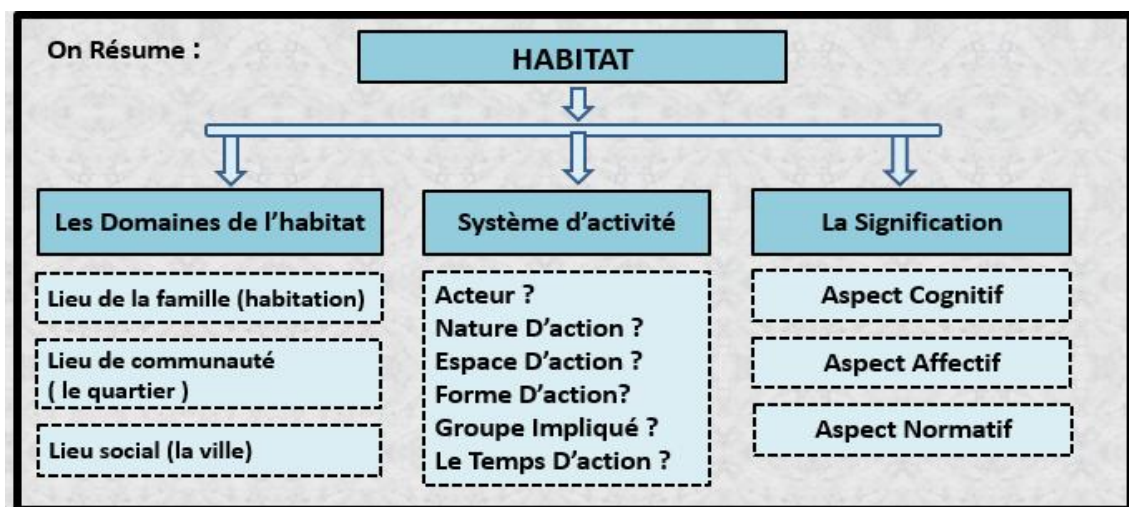 On Résume :
HABITAT
Les Domaines de l'habitat
Lieu de la famille (habitation)
Lieu de communauté
( le quartier )
Lieu social (la ville)
Système d'activité
Acteur ?
Nature D'action ?
Espace D'action ?
Forme D'action?
Groupe Impliqué ?
Le Temps D'action ?
La Signification
Aspect Cognitif
Aspect Affectif
Aspect Normatif